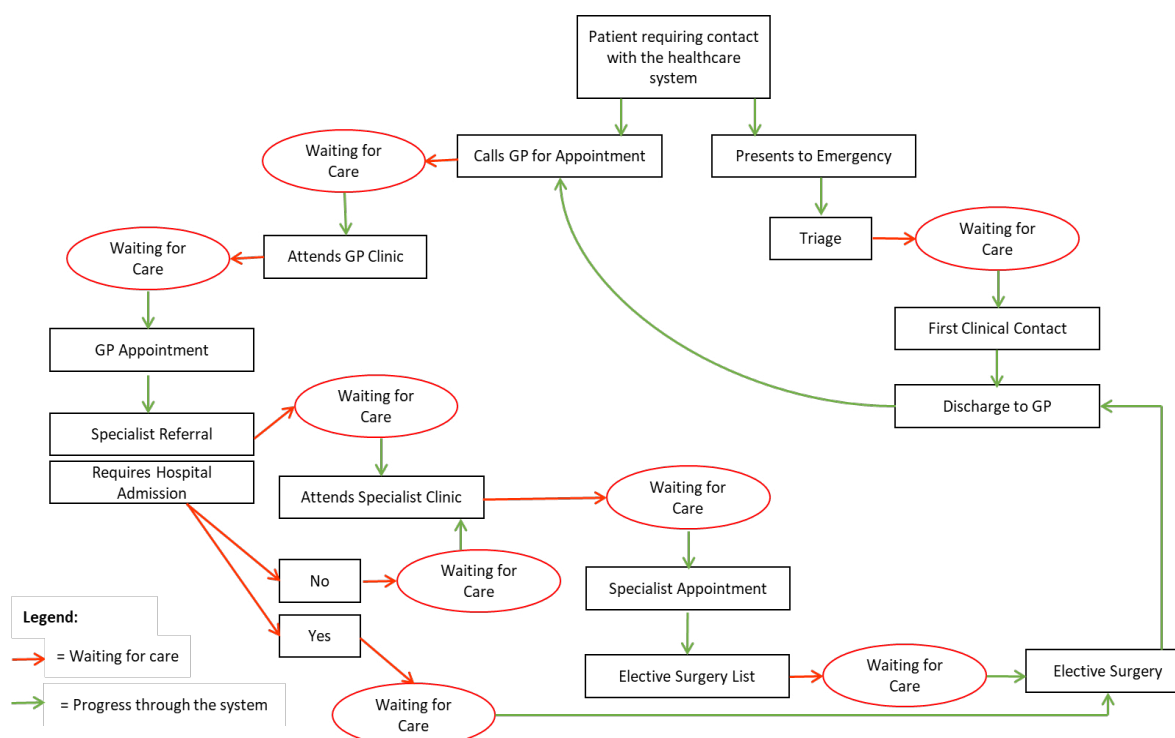 Patient requiring contact
with the healthcare
system
Calls GP for Appointment
Presents to Emergency
Waiting for
Care
Triage
Waiting for
Care
Attends GP Clinic
Waiting for
Care
First Clinical Contact
GP Appointment
Discharge to GP
Specialist Referral
Waiting for
Care
Requires Hospital
Admission
Attends Specialist Clinic
Waiting for
Care
No
Waiting for
Care
Specialist Appointment
Yes
Elective Surgery List
Waiting for
Care
Elective Surgery
Waiting for
Care
Legend:
= Waiting for care
= Progress through the system